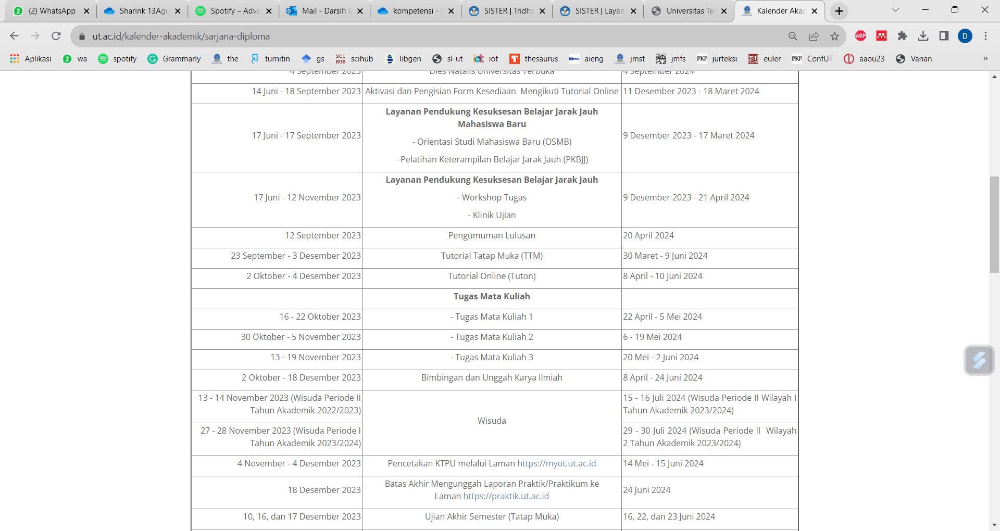 (2) WhatsApp
Sharink 13Agu
Spotify – Adve
Mail - Darsih
kompetensi -
SISTER | Tridha
SISTER | Layan
Universitas Te
Kalender Akad
ut.ac.id/kalender-akademik/sarjana-diploma
ABP
D
Aplikasi
2 wa
spotify
Grammarly
the
turnitin
gs
SCI HUB scihub
libgen
sl-ut
iot
thesaurus
aieng
jmst
jmfs
PKP jurteksi
euler
PKP ConfUT
aaou23
Varian
»
4 September 2023 Dies Natalis Universitas Terbuka 4 September 2024
14 Juni - 18 September 2023 Aktivasi dan Pengisian Form Kesediaan Mengikuti Tutorial Online 11 Desember 2023 - 18 Maret 2024
Layanan Pendukung Kesuksesan Belajar Jarak Jauh
Mahasiswa Baru
17 Juni - 17 September 2023 9 Desember 2023 - 17 Maret 2024
- Orientasi Studi Mahasiswa Baru (OSMB)
- Pelatihan Keterampilan Belajar Jarak Jauh (PKBJJ)
Layanan Pendukung Kesuksesan Belajar Jarak Jauh
17 Juni - 12 November 2023 - Workshop Tugas 9 Desember 2023 - 21 April 2024
- Klinik Ujian
12 September 2023 Pengumuman Lulusan 20 April 2024
23 September - 3 Desember 2023 Tutorial Tatap Muka (TTM) 30 Maret - 9 Juni 2024
2 Oktober - 4 Desember 2023 Tutorial Online (Tuton) 8 April - 10 Juni 2024
Tugas Mata Kuliah
16 - 22 Oktober 2023 - Tugas Mata Kuliah 1 22 April - 5 Mei 2024
30 Oktober - 5 November 2023 - Tugas Mata Kuliah 2 6 - 19 Mei 2024
13 - 19 November 2023 - Tugas Mata Kuliah 3 20 Mei - 2 Juni 2024
2 Oktober - 18 Desember 2023 Bimbingan dan Unggah Karya Ilmiah 8 April - 24 Juni 2024
13 - 14 November 2023 (Wisuda Periode II
Tahun Akademik 2022/2023)
27 - 28 November 2023 (Wisuda Periode I
Tahun Akademik 2023/2024)
Wisuda
15 - 16 Juli 2024 (Wisuda Periode II Wilayah I
Tahun Akademik 2023/2024)
29 - 30 Juli 2024 (Wisuda Periode II Wilayah
2 Tahun Akademik 2023/2024)
4 November - 4 Desember 2023 Pencetakan KTPU melalui Laman https://myut.ut.ac.id 14 Mei - 15 Juni 2024
Batas Akhir Mengunggah Laporan Praktik/Praktikum ke
18 Desember 2023 24 Juni 2024
Laman https://praktik.ut.ac.id
10, 16, dan 17 Desember 2023 Ujian Akhir Semester (Tatap Muka) 16, 22, dan 23 Juni 2024